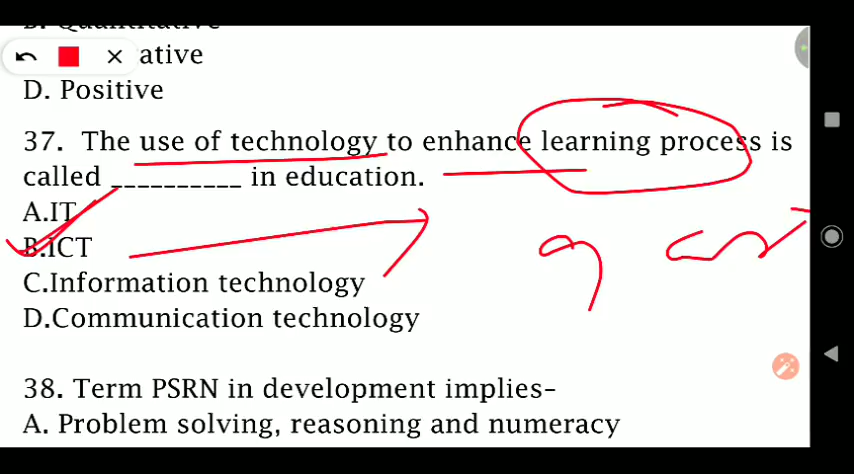 ative
D. Positive
37. The use of technology to enhance learning process is
called __________ in education.
A.IT
B.ICT
C.Information technology
D.Communication technology
38. Term PSRN in development implies-
A. Problem solving, reasoning and numeracy